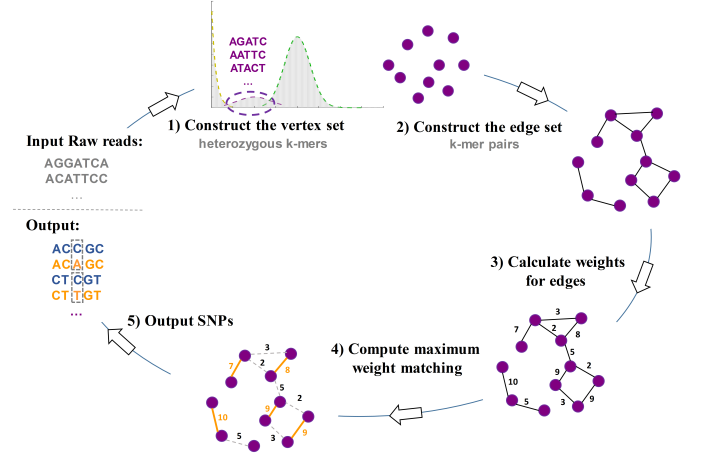 AGATC
AATTC
ATACT
...
1) Construct the vertex set
heterozygous k-mers
2) Construct the edge set
k-mer pairs
Input Raw reads:
AGGATCA
ACATTCC
...
Output:
ACCGC
ACAGC
CTCGT
CTTGT
...
3) Calculate weights
for edges
3
7
2
8
5
9
2
10
5
3
9
4) Compute maximum
weight matching
5) Output SNPs
3
7
2
8
5
2
10
9
9
5
3